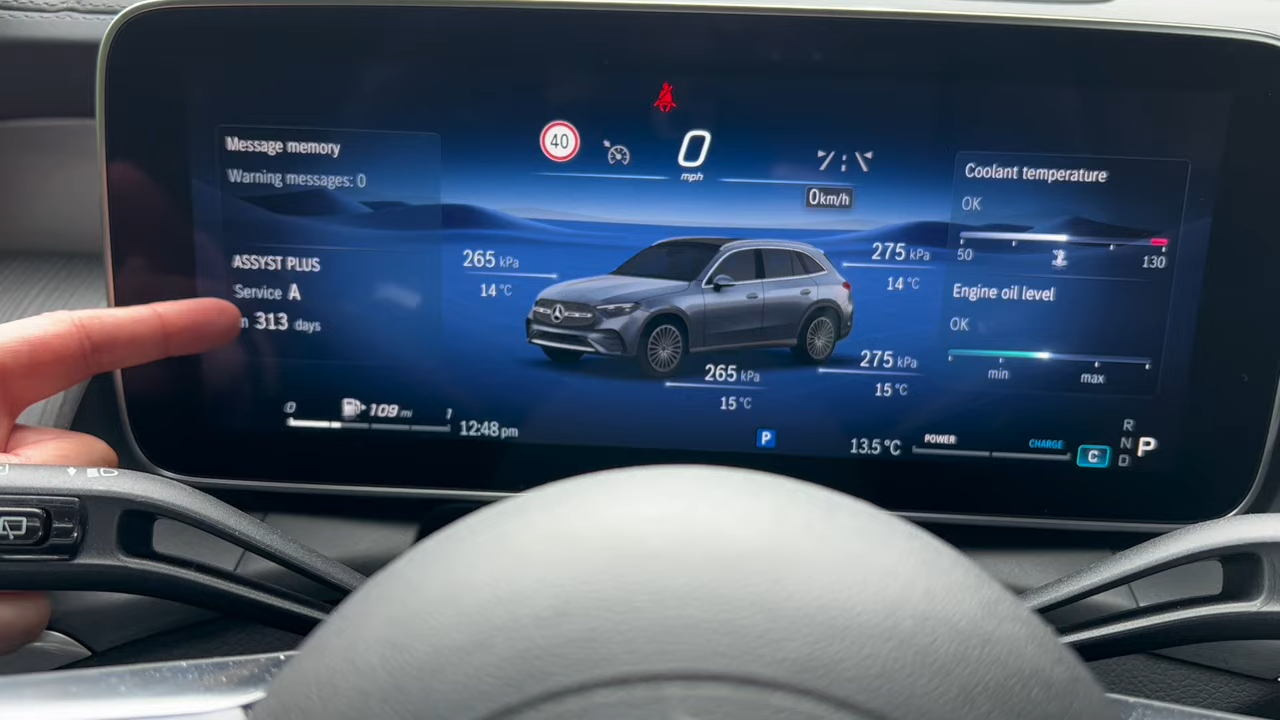 Message memory
Warning messages: 0
ASSYST PLUS
Service A
313 days
40
0
mph
0km/h
265 kPa
14 °C
275 kPa
14 °C
265 kPa
15 °C
275 kPa
15 °C
Coolant temperature
OK
50
130
Engine oil level
OK
min
max
0
109 mi
1
12:48 pm
P
13.5 °C
POWER
CHARGE
C
R
N
D
P